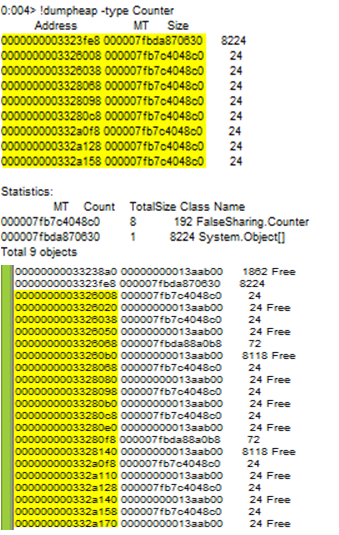 0:004> !dumpheap -type Counter
Address MT Size
0000000003323fe8 000007fbda870630 8224
0000000003326008 000007fb7c4048c0 24
0000000003326038 000007fb7c4048c0 24
0000000003328068 000007fb7c4048c0 24
0000000003328098 000007fb7c4048c0 24
00000000033280c8 000007fb7c4048c0 24
000000000332a0f8 000007fb7c4048c0 24
000000000332a128 000007fb7c4048c0 24
000000000332a158 000007fb7c4048c0 24
Statistics:
MT Count TotalSize Class Name
000007fb7c4048c0 8 192 FalseSharing.Counter
000007fbda870630 1 8224 System.Object[]
Total 9 objects
00000000033238a0 00000000013aab00 1862 Free
0000000003323fe8 000007fbda870630 8224
0000000003326008 000007fb7c4048c0 24
0000000003326020 00000000013aab00 24 Free
0000000003326038 000007fb7c4048c0 24
0000000003326050 00000000013aab00 24 Free
0000000003326068 000007fbda88a0b8 72
00000000033260b0 00000000013aab00 8118 Free
0000000003328068 000007fb7c4048c0 24
0000000003328080 00000000013aab00 24 Free
0000000003328098 000007fb7c4048c0 24
00000000033280b0 00000000013aab00 24 Free
00000000033280c8 000007fb7c4048c0 24
00000000033280e0 00000000013aab00 24 Free
00000000033280f8 000007fbda88a0b8 72
0000000003328140 00000000013aab00 8118 Free
000000000332a0f8 000007fb7c4048c0 24
000000000332a110 00000000013aab00 24 Free
000000000332a128 000007fb7c4048c0 24
000000000332a140 00000000013aab00 24 Free
000000000332a158 000007fb7c4048c0 24
000000000332a170 00000000013aab00 24 Free